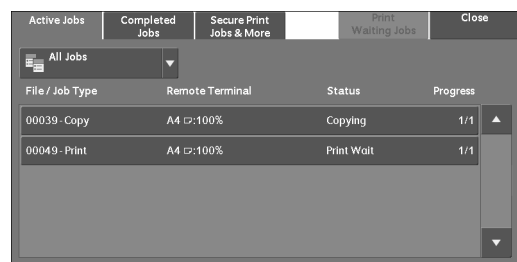 Active Jobs
Completed Jobs
Secure Print Jobs & More
Print Waiting Jobs
Close
All Jobs
File / Job Type Remote Terminal Status Progress
00039 - Copy A4 :100% Copying 1/1
00049 - Print A4 :100% Print Wait 1/1